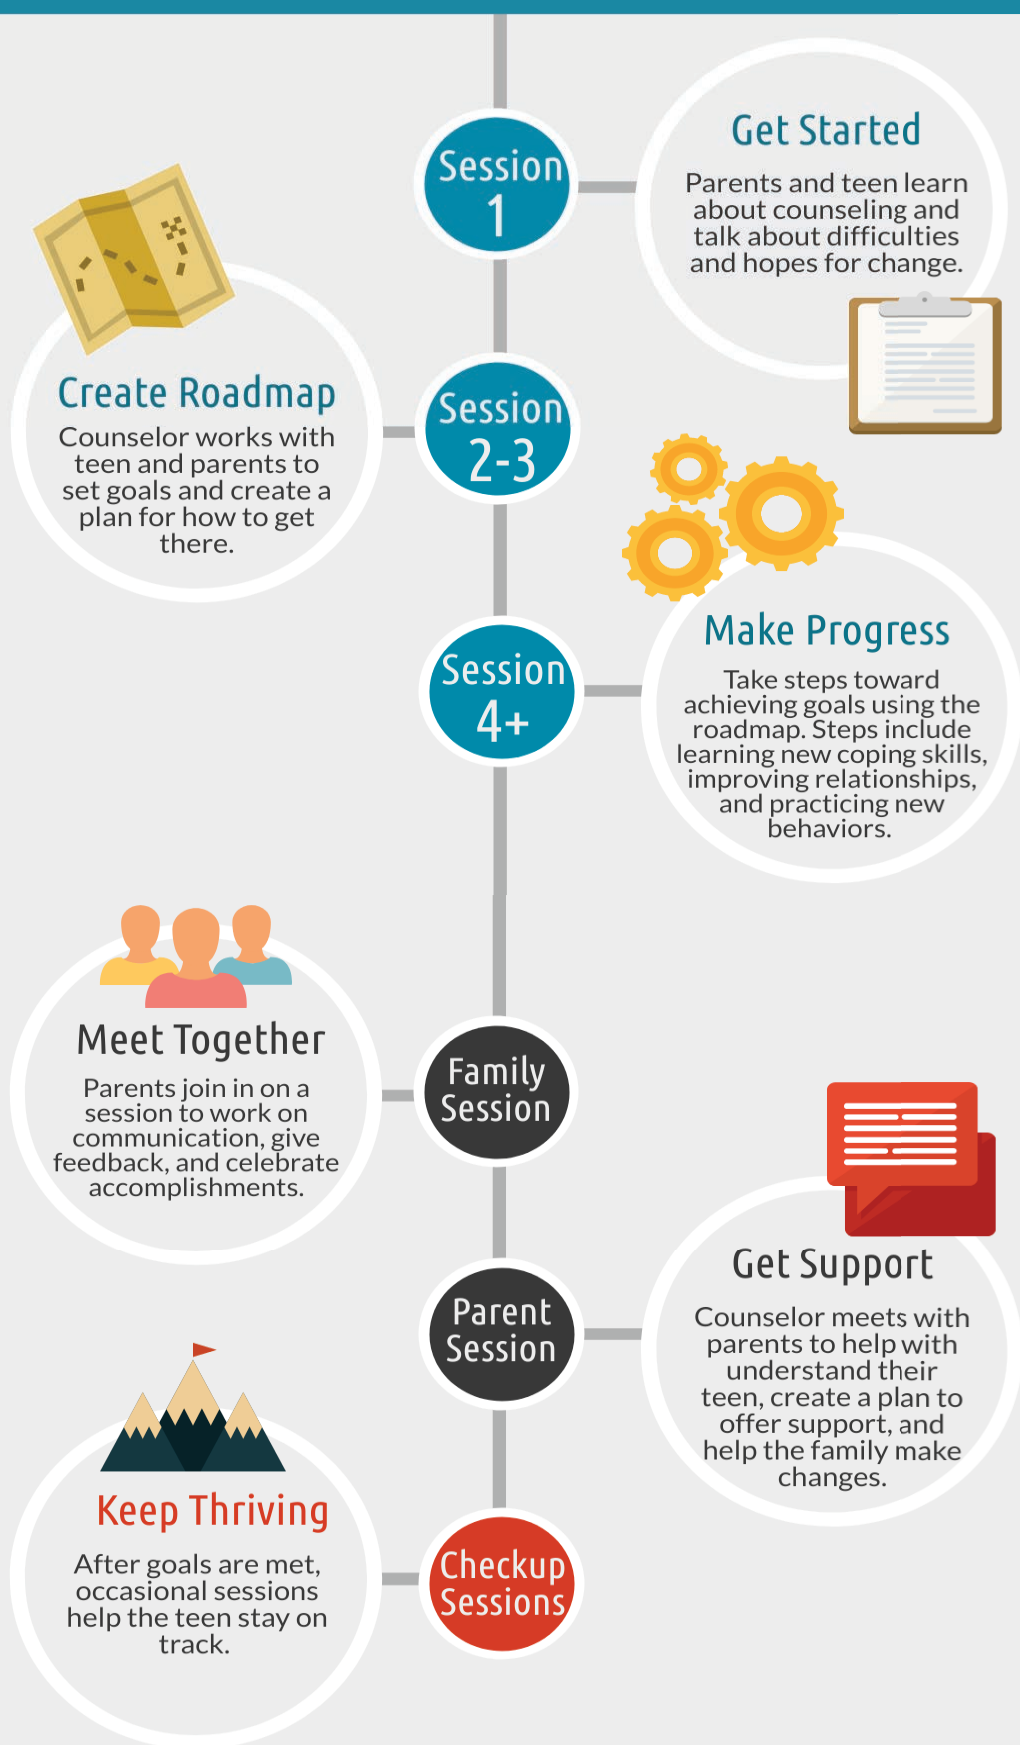 Session
1
Get Started
Parents and teen learn
about counseling and
talk about difficulties
and hopes for change.
Session
2-3
Create Roadmap
Counselor works with
teen and parents to
set goals and create a
plan for how to get
there.
Session
4+
Make Progress
Take steps toward
achieving goals using the
roadmap. Steps include
learning new coping skills,
improving relationships,
and practicing new
behaviors.
Family
Session
Meet Together
Parents join in on a
session to work on
communication, give
feedback, and celebrate
accomplishments.
Parent
Session
Get Support
Counselor meets with
parents to help with
understand their
teen, create a plan to
offer support, and
help the family make
changes.
Checkup
Sessions
Keep Thriving
After goals are met,
occasional sessions
help the teen stay on
track.